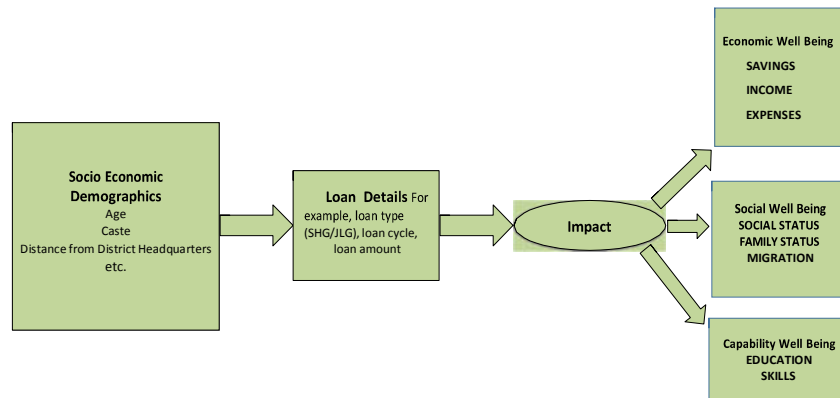 Socio Economic
Demographics
Age
Caste
Distance from District Headquarters
etc.
Loan Details For
example, loan type
(SHG/JLG), loan cycle,
loan amount
Impact
Economic Well Being
SAVINGS
INCOME
EXPENSES
Social Well Being
SOCIAL STATUS
FAMILY STATUS
MIGRATION
Capability Well Being
EDUCATION
SKILLS